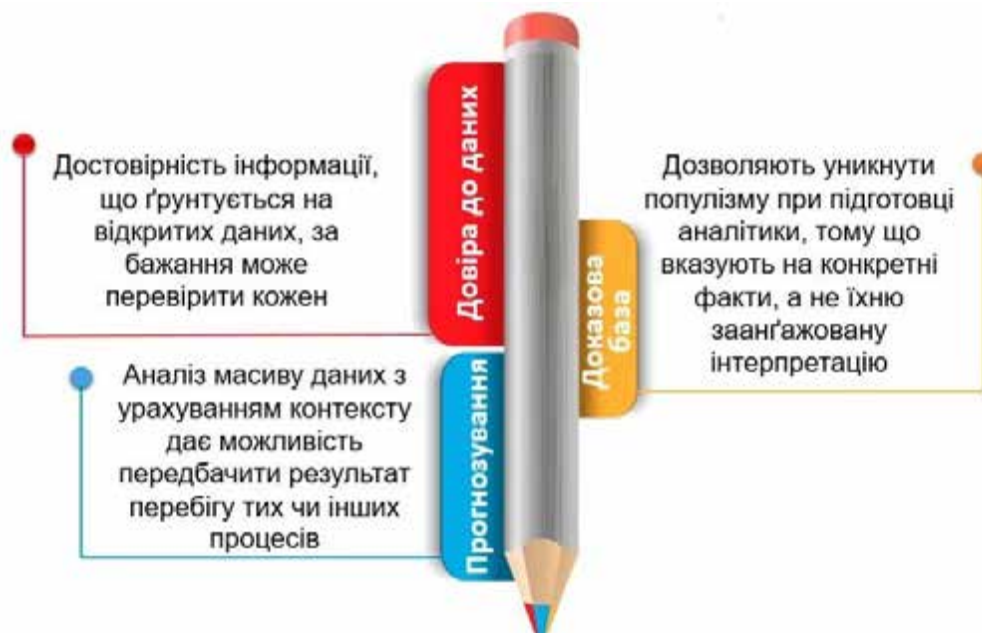 Довіра до даних
Достовірність інформації,
що ґрунтується на
відкритих даних, за
бажання може
перевірити кожен
Доказова
база
Дозволяють уникнути
популізму при підготовці
аналітики, тому що
вказують на конкретні
факти, а не їхню
заанґажовану
інтерпретацію
Прогнозування
Аналіз масиву даних з
урахуванням контексту
дає можливість
передбачити результат
перебігу тих чи інших
процесів